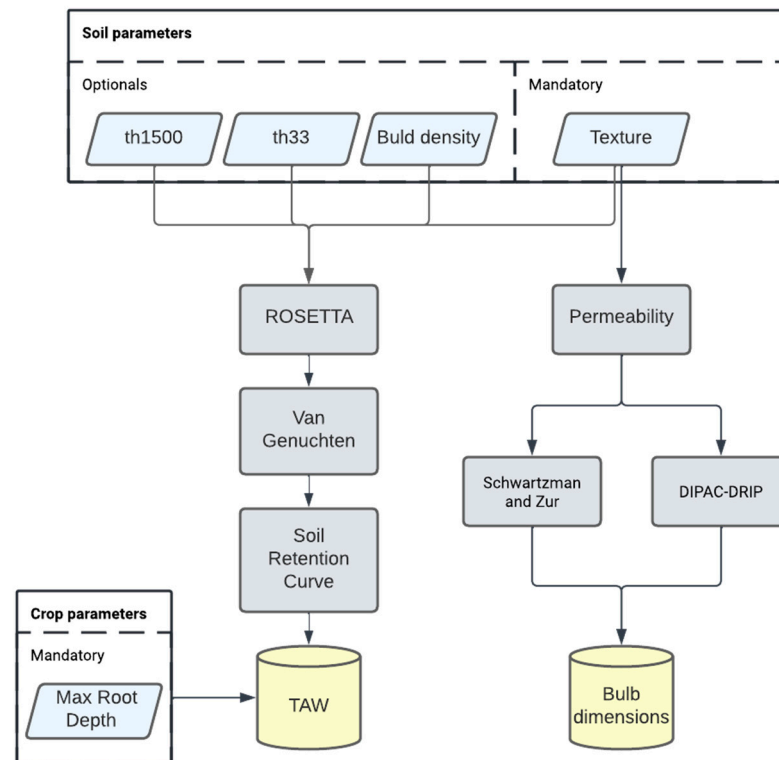 Soil parameters
Optionals
Mandatory
th1500
th33
Buld density
Texture
ROSETTA
Permeability
Van
Genuchten
Schwartzman
and Zur
DIPAC-DRIP
Soil
Retention
Curve
Crop parameters
Mandatory
Max Root
Depth
TAW
Bulb
dimensions